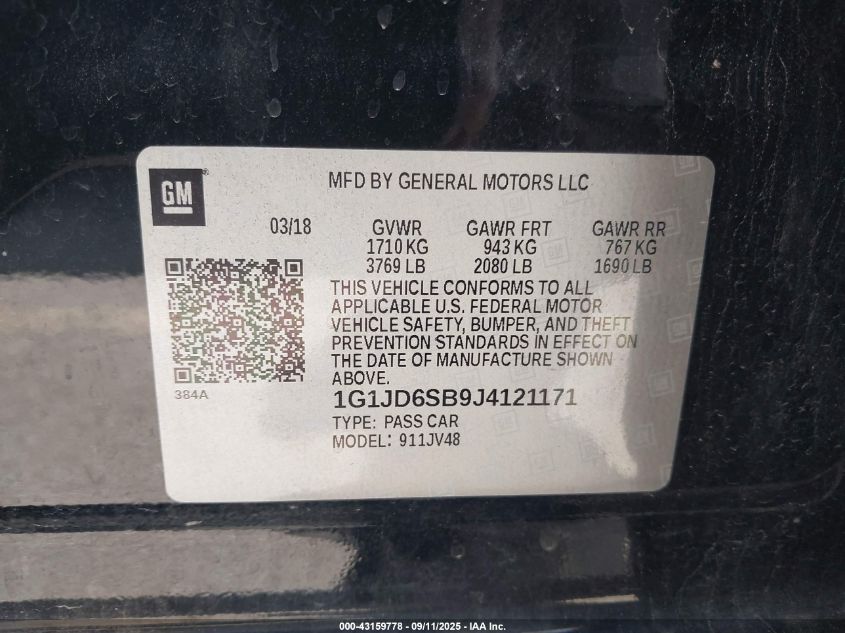 GM
MFD BY GENERAL MOTORS LLC
03/18 GVWR GAWR FRT GAWR RR
1710 KG 943 KG 767 KG
3769 LB 2080 LB 1690 LB
THIS VEHICLE CONFORMS TO ALL
APPLICABLE U.S. FEDERAL MOTOR
VEHICLE SAFETY, BUMPER, AND THEFT
PREVENTION STANDARDS IN EFFECT ON
THE DATE OF MANUFACTURE SHOWN
ABOVE.
384A
1G1JD6SB9J4121171
TYPE: PASS CAR
MODEL: 911JV48
000-43159778 - 09/11/2025 - IAA Inc.